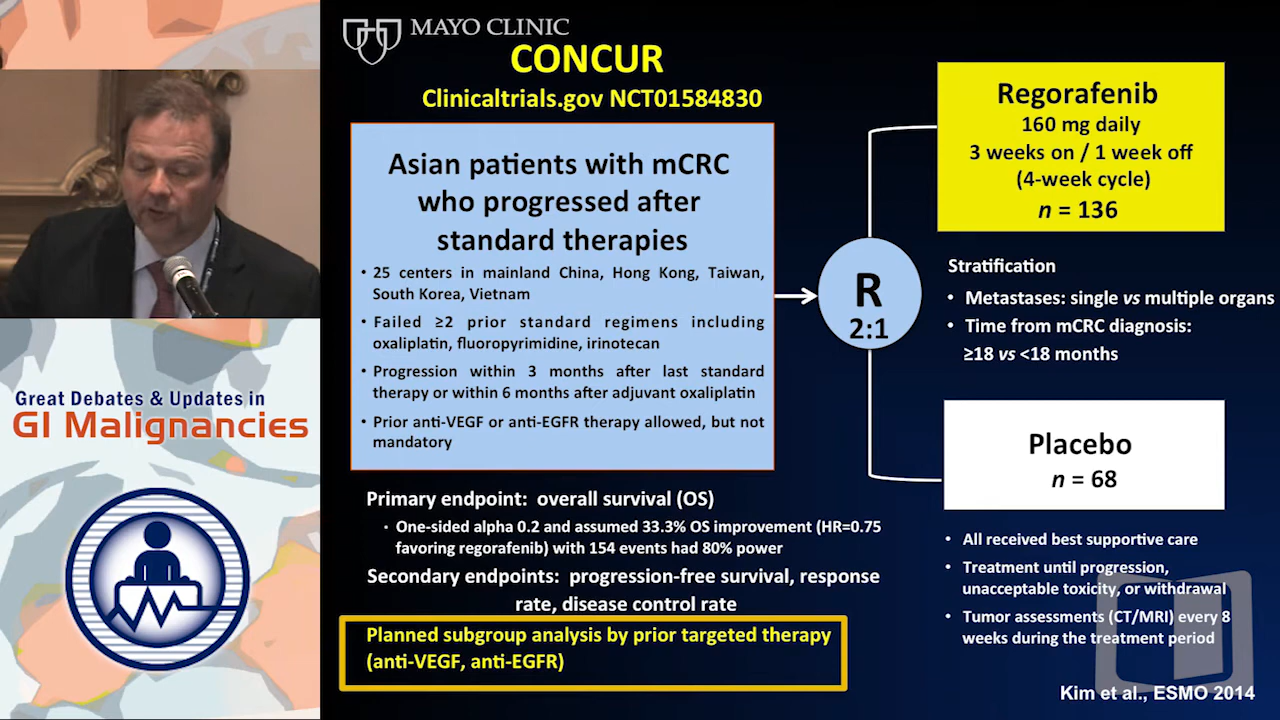 MAYO CLINIC
CONCUR
Clinicaltrials.gov NCT01584830
Asian patients with mCRC
who progressed after
standard therapies
• 25 centers in mainland China, Hong Kong, Taiwan,
South Korea, Vietnam
• Failed ≥2 prior standard regimens including
oxaliplatin, fluoropyrimidine, irinotecan
• Progression within 3 months after last standard
therapy or within 6 months after adjuvant oxaliplatin
• Prior anti-VEGF or anti-EGFR therapy allowed, but not
mandatory
R
2:1
Regorafenib
160 mg daily
3 weeks on / 1 week off
(4-week cycle)
n = 136
Stratification
• Metastases: single vs multiple organs
• Time from mCRC diagnosis:
≥18 vs <18 months
Placebo
n = 68
• All received best supportive care
• Treatment until progression,
unacceptable toxicity, or withdrawal
• Tumor assessments (CT/MRI) every 8
weeks during the treatment period
Primary endpoint: overall survival (OS)
• One-sided alpha 0.2 and assumed 33.3% OS improvement (HR=0.75
favoring regorafenib) with 154 events had 80% power
Secondary endpoints: progression-free survival, response
rate, disease control rate
Planned subgroup analysis by prior targeted therapy
(anti-VEGF, anti-EGFR)
Kim et al., ESMO 2014
Great Debates & Updates in
GI Malignancies